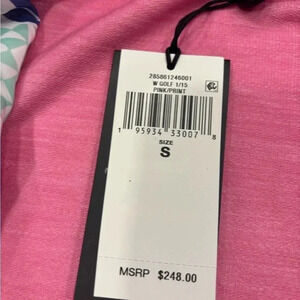 285861246001
W GOLF 1/15
PINK/PRINT
1 95934 33007 8
SIZE
S
MSRP $248.00